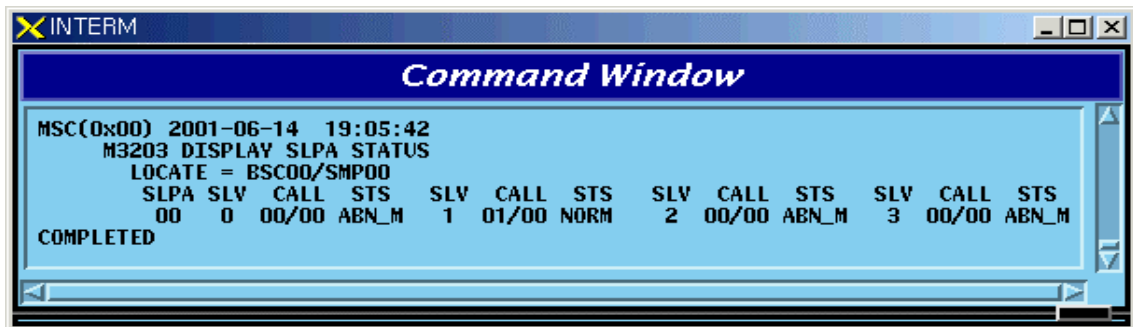 INTERM
Command Window
MSC(0x00) 2001-06-14 19:05:42
M3203 DISPLAY SLPA STATUS
LOCATE = BSC00/SMP00
SLPA SLV CALL STS SLV CALL STS SLV CALL STS SLV CALL STS
00 0 00/00 ABN_M 1 01/00 NORM 2 00/00 ABN_M 3 00/00 ABN_M
COMPLETED